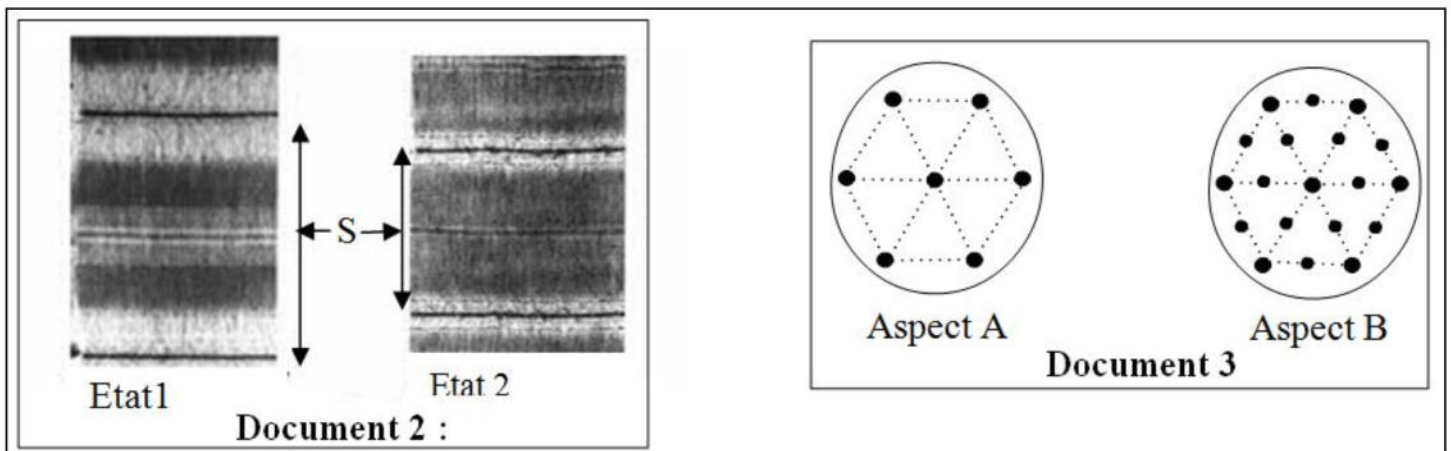 S
Etat1
Etat 2
Document 2 :
Aspect A
Aspect B
Document 3